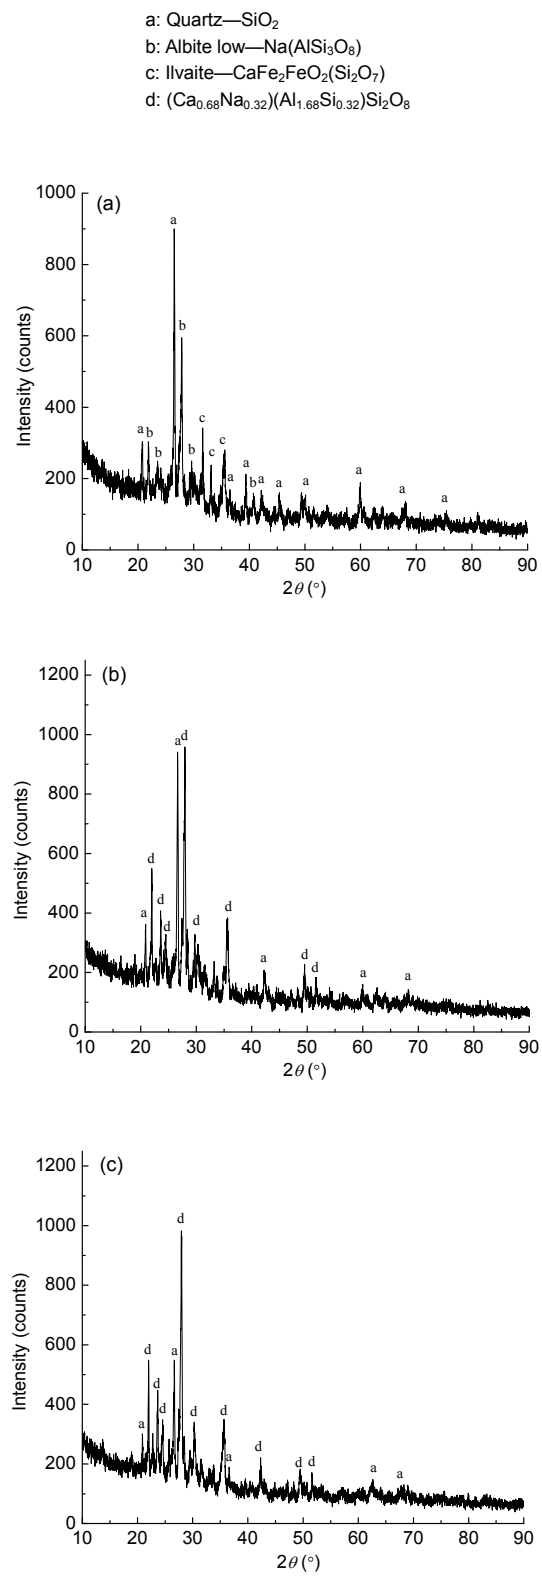 a: Quartz—SiO₂
b: Albite low—Na(AlSi₃O₈)
c: Ilvaite—CaFe₂FeO₂(Si₂O₇)
d: (Ca₀.₆₈Na₀.₃₂)(Al₁.₆₈Si₀.₃₂)Si₂O₈
(a)
1000
800
600
400
200
0
Intensity (counts)
a
b
a
b
b
b
c
c
c
a
a
b
a
a
a
a
a
a
10 20 30 40 50 60 70 80 90
2θ (°)
(b)
1200
1000
800
600
400
200
0
Intensity (counts)
a
d
d
d
a
d
d
d
d
a
d
d
a
a
10 20 30 40 50 60 70 80 90
2θ (°)
(c)
1200
1000
800
600
400
200
0
Intensity (counts)
d
d
a
d
d
a
d
d
a
d
d
d
a
a
10 20 30 40 50 60 70 80 90
2θ (°)